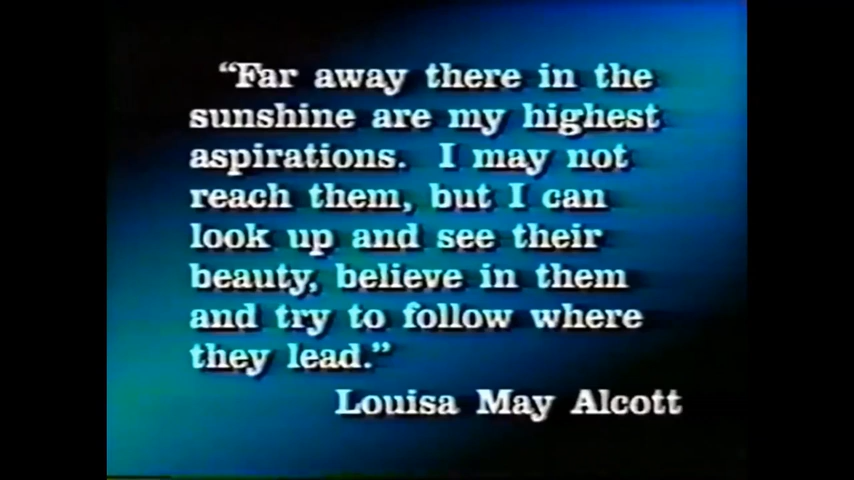 “Far away there in the
sunshine are my highest
aspirations. I may not
reach them, but I can
look up and see their
beauty, believe in them
and try to follow where
they lead.”
Louisa May Alcott